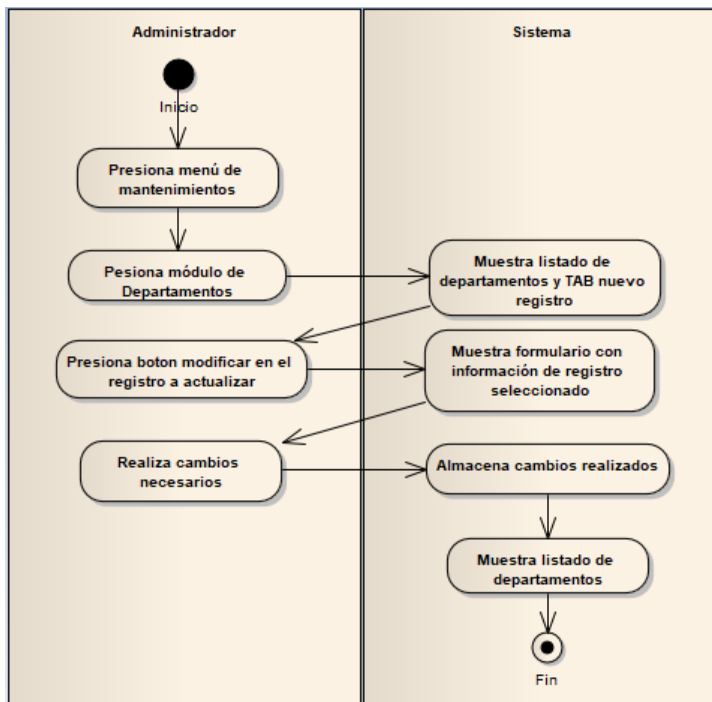 Administrador
Sistema
Inicio
Presiona menú de
mantenimientos
Pesiona módulo de
Departamentos
Muestra listado de
departamentos y TAB nuevo
registro
Presiona boton modificar en el
registro a actualizar
Muestra formulario con
información de registro
seleccionado
Realiza cambios
necesarios
Almacena cambios realizados
Muestra listado de
departamentos
Fin